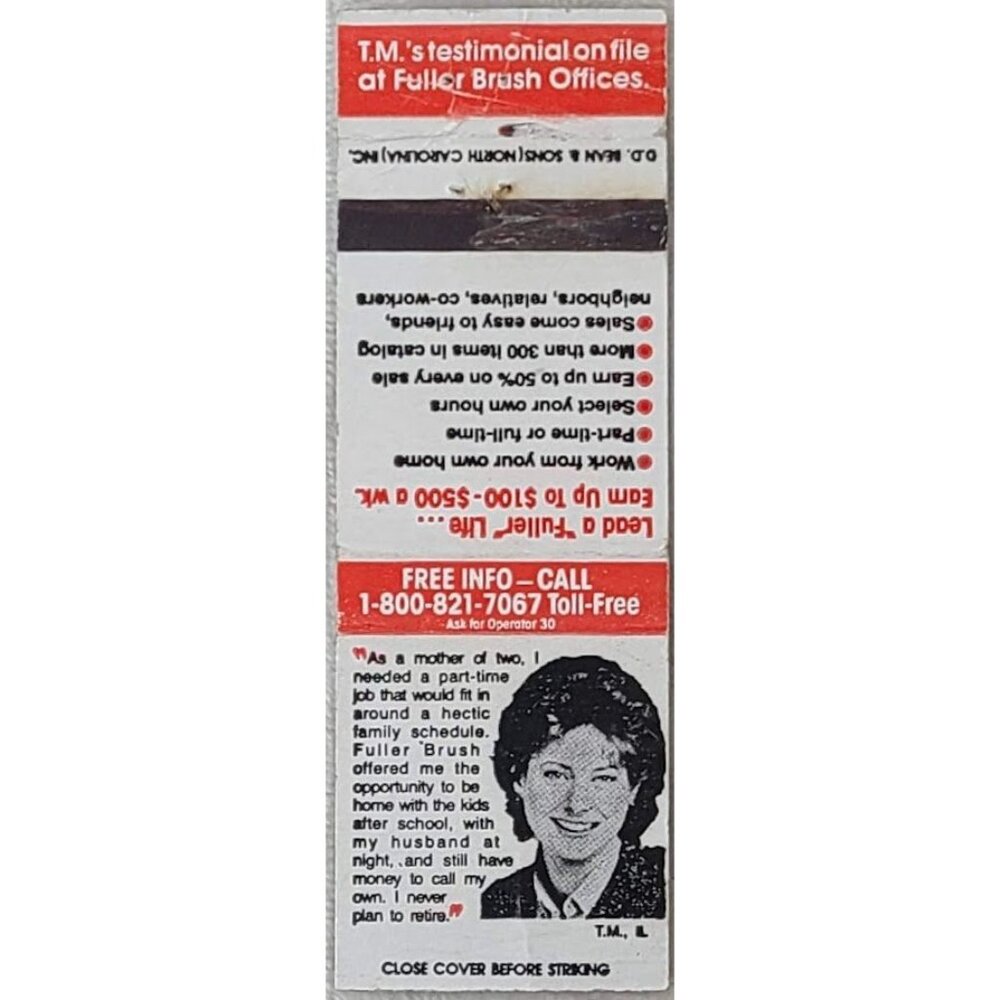 T.M.'s testimonial on file
at Fuller Brush Offices.
D.D. BEAN & SONS (NORTH CAROLINA) INC.
Lead a "Fuller" Life...
Earn Up To $100-$500 a wk.
Work from your own home
Part-time or full-time
Select your own hours
Earn up to 50% on every sale
More than 300 items in catalog
Sales come easy to friends,
neighbors, relatives, co-workers
FREE INFO – CALL
1-800-821-7067 Toll-Free
Ask for Operator 30
"As a mother of two, I
needed a part-time
job that would fit in
around a hectic
family schedule.
Fuller Brush
offered me the
opportunity to be
home with the kids
after school, with
my husband at
night, and still have
money to call my
own. I never
plan to retire."
T.M., IL
CLOSE COVER BEFORE STRIKING